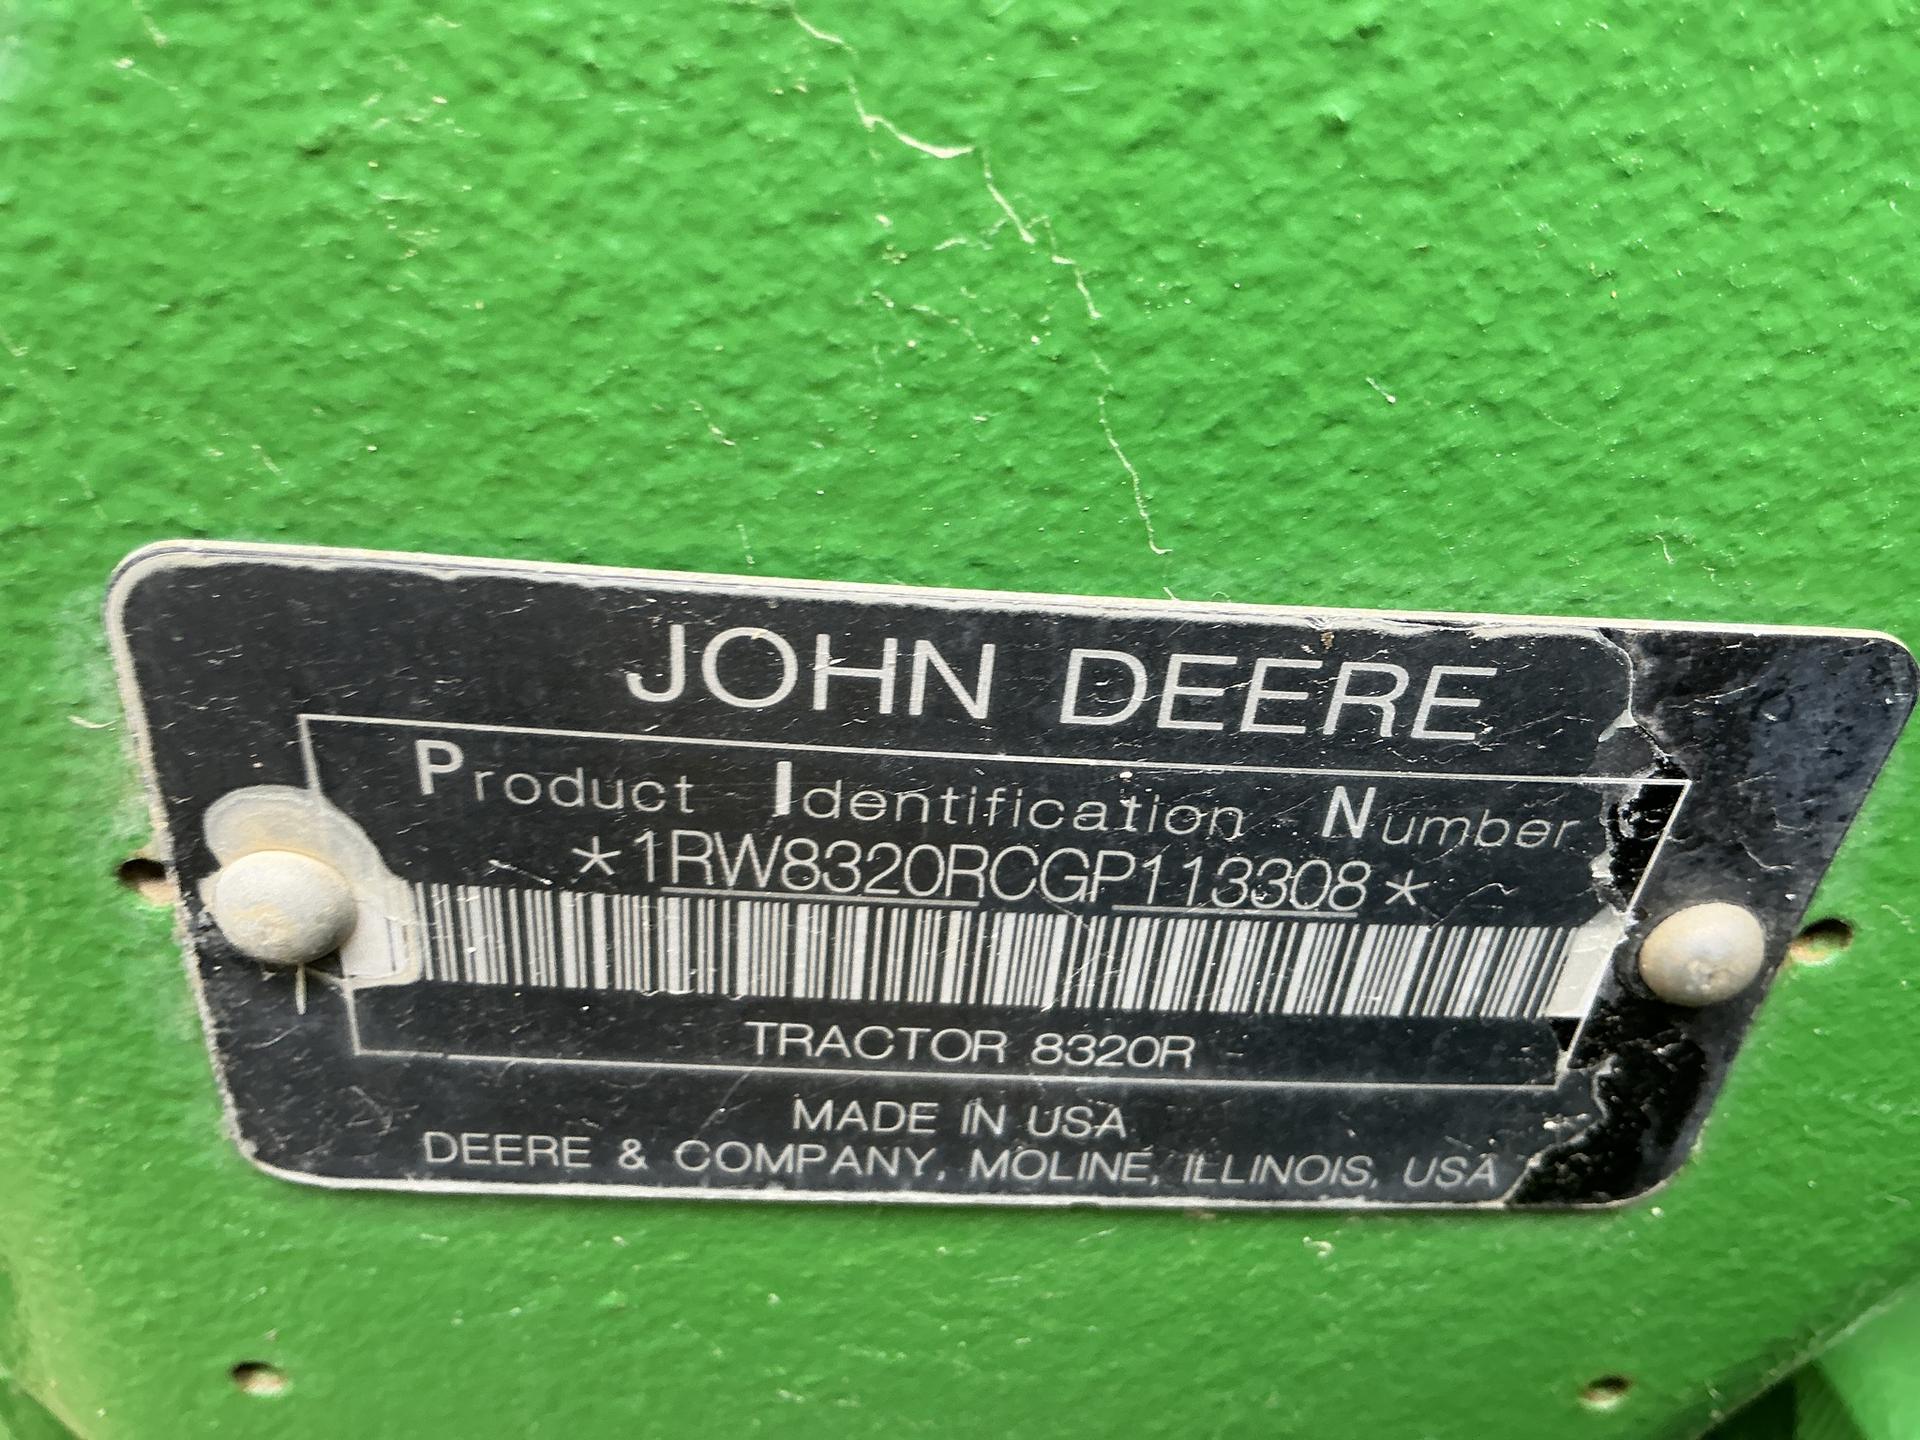 JOHN DEERE
Product Identification Number
*1RW8320RCGP113308*
TRACTOR 8320R
MADE IN USA
DEERE & COMPANY, MOLINE, ILLINOIS, USA